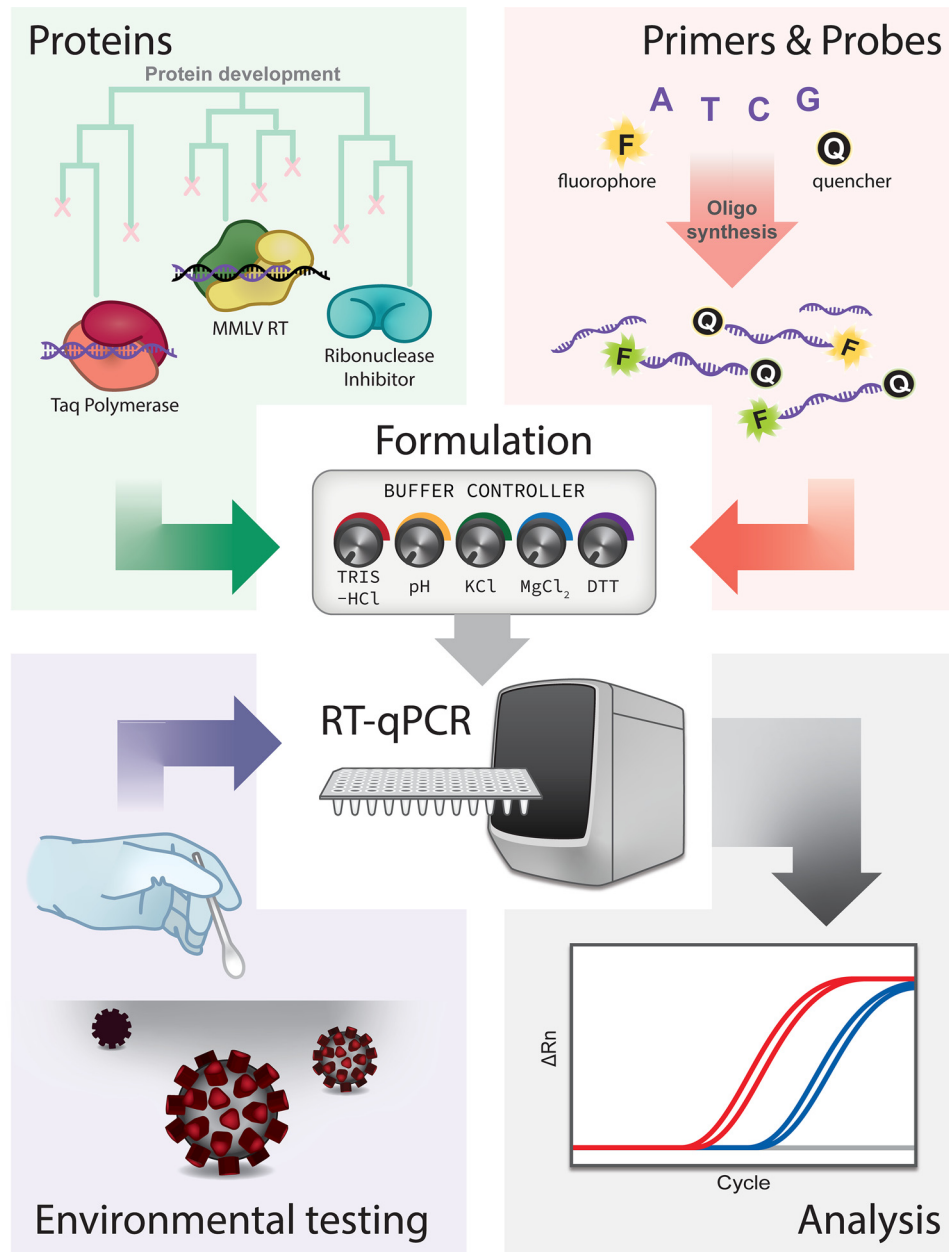 Proteins
Protein development
X
X
X
X
X
X
X
Taq Polymerase
MMLV RT
Ribonuclease
Inhibitor
Primers & Probes
A T C G
F
fluorophore
Q
quencher
Oligo
synthesis
Q
F
F
Q
Q
F
Formulation
BUFFER CONTROLLER
TRIS
-HCl
pH
KCl
MgCl₂
DTT
RT-qPCR
Environmental testing
ΔRn
Cycle
Analysis